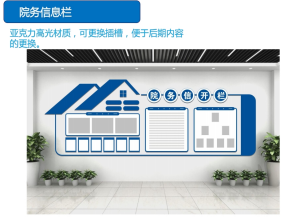 院务信息栏
亚克力高光材质，可更换插槽，便于后期内容
的更换。
院务信开栏